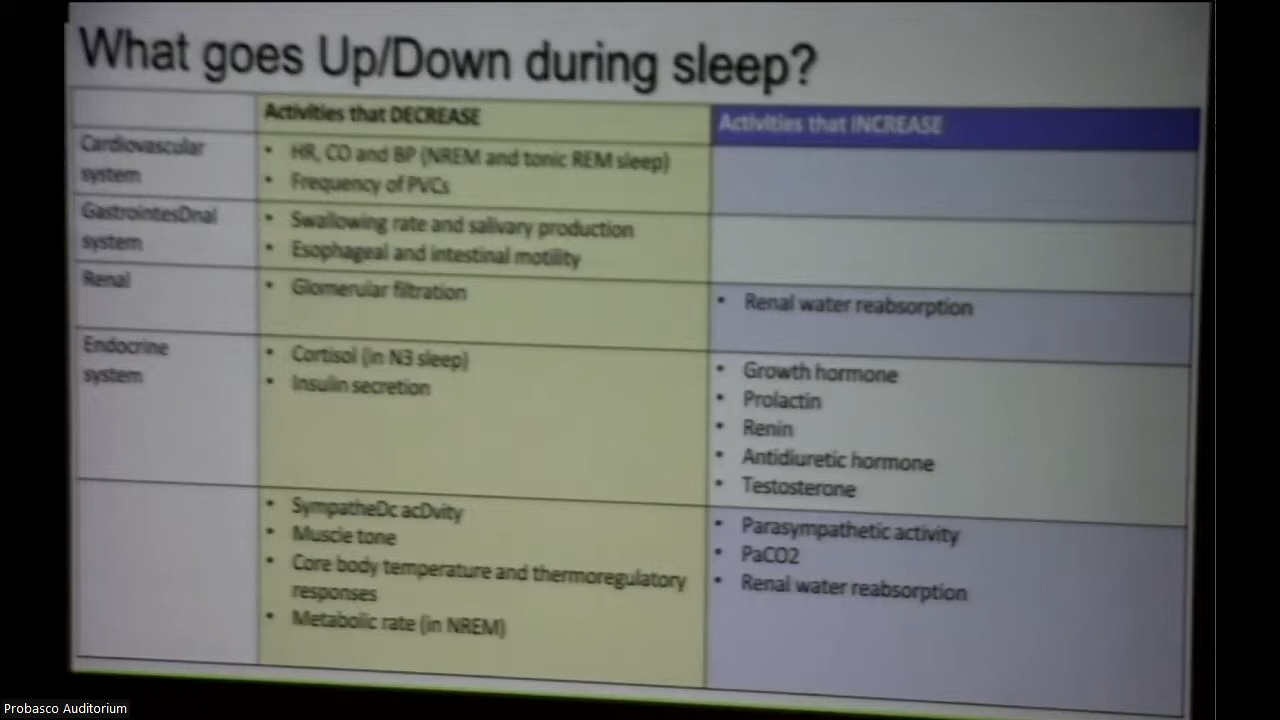 What goes Up/Down during sleep?
Activities that DECREASE
Activities that INCREASE
Cardiovascular
system
• HR, CO and BP (NREM and tonic REM sleep)
• Frequency of PVCs
GastrointesDnal
system
• Swallowing rate and salivary production
• Esophageal and intestinal motility
Renal
• Glomerular filtration
• Renal water reabsorption
Endocrine
system
• Cortisol (in N3 sleep)
• Insulin secretion
• Growth hormone
• Prolactin
• Renin
• Antidiuretic hormone
• Testosterone
• SympatheDc acDvity
• Muscle tone
• Core body temperature and thermoregulatory
responses
• Metabolic rate (in NREM)
• Parasympathetic activity
• PaCO2
• Renal water reabsorption
Probasco Auditorium